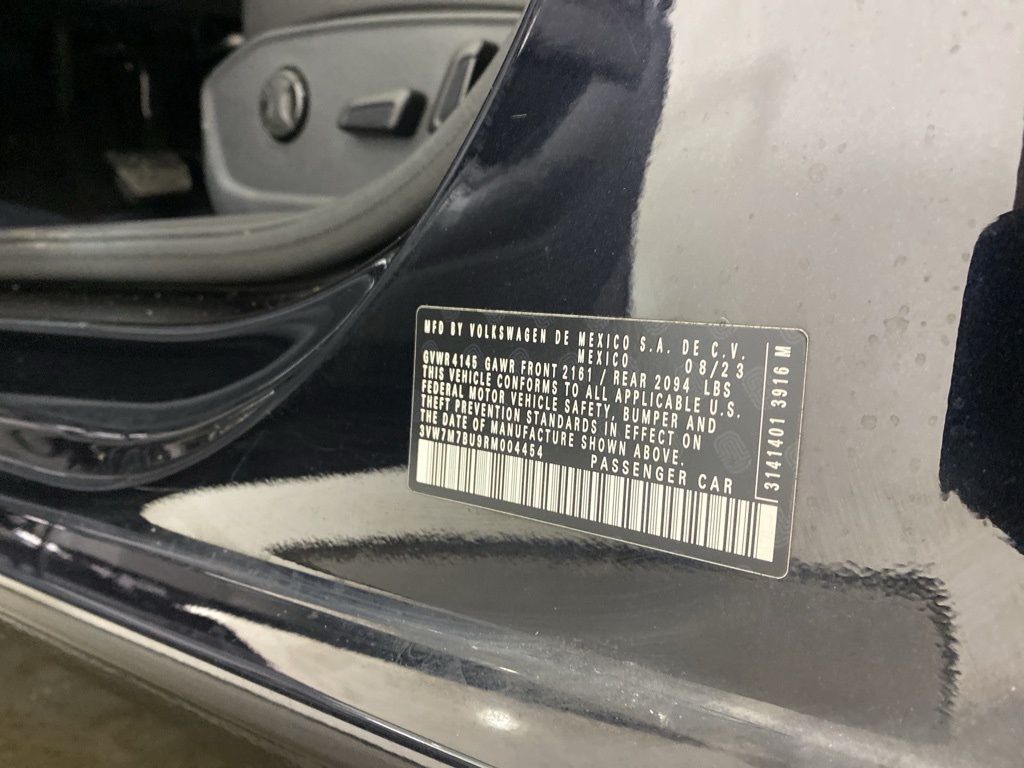 MFD BY VOLKSWAGEN DE MEXICO S.A. DE C.V.
MEXICO 08/23
GVWR 4145 GAWR FRONT 2161 / REAR 2094 LBS
THIS VEHICLE CONFORMS TO ALL APPLICABLE U.S.
FEDERAL MOTOR VEHICLE SAFETY, BUMPER AND
THEFT PREVENTION STANDARDS IN EFFECT ON
THE DATE OF MANUFACTURE SHOWN ABOVE.
3VW7M7BU9RM004454 PASSENGER CAR
3141401 3916 M